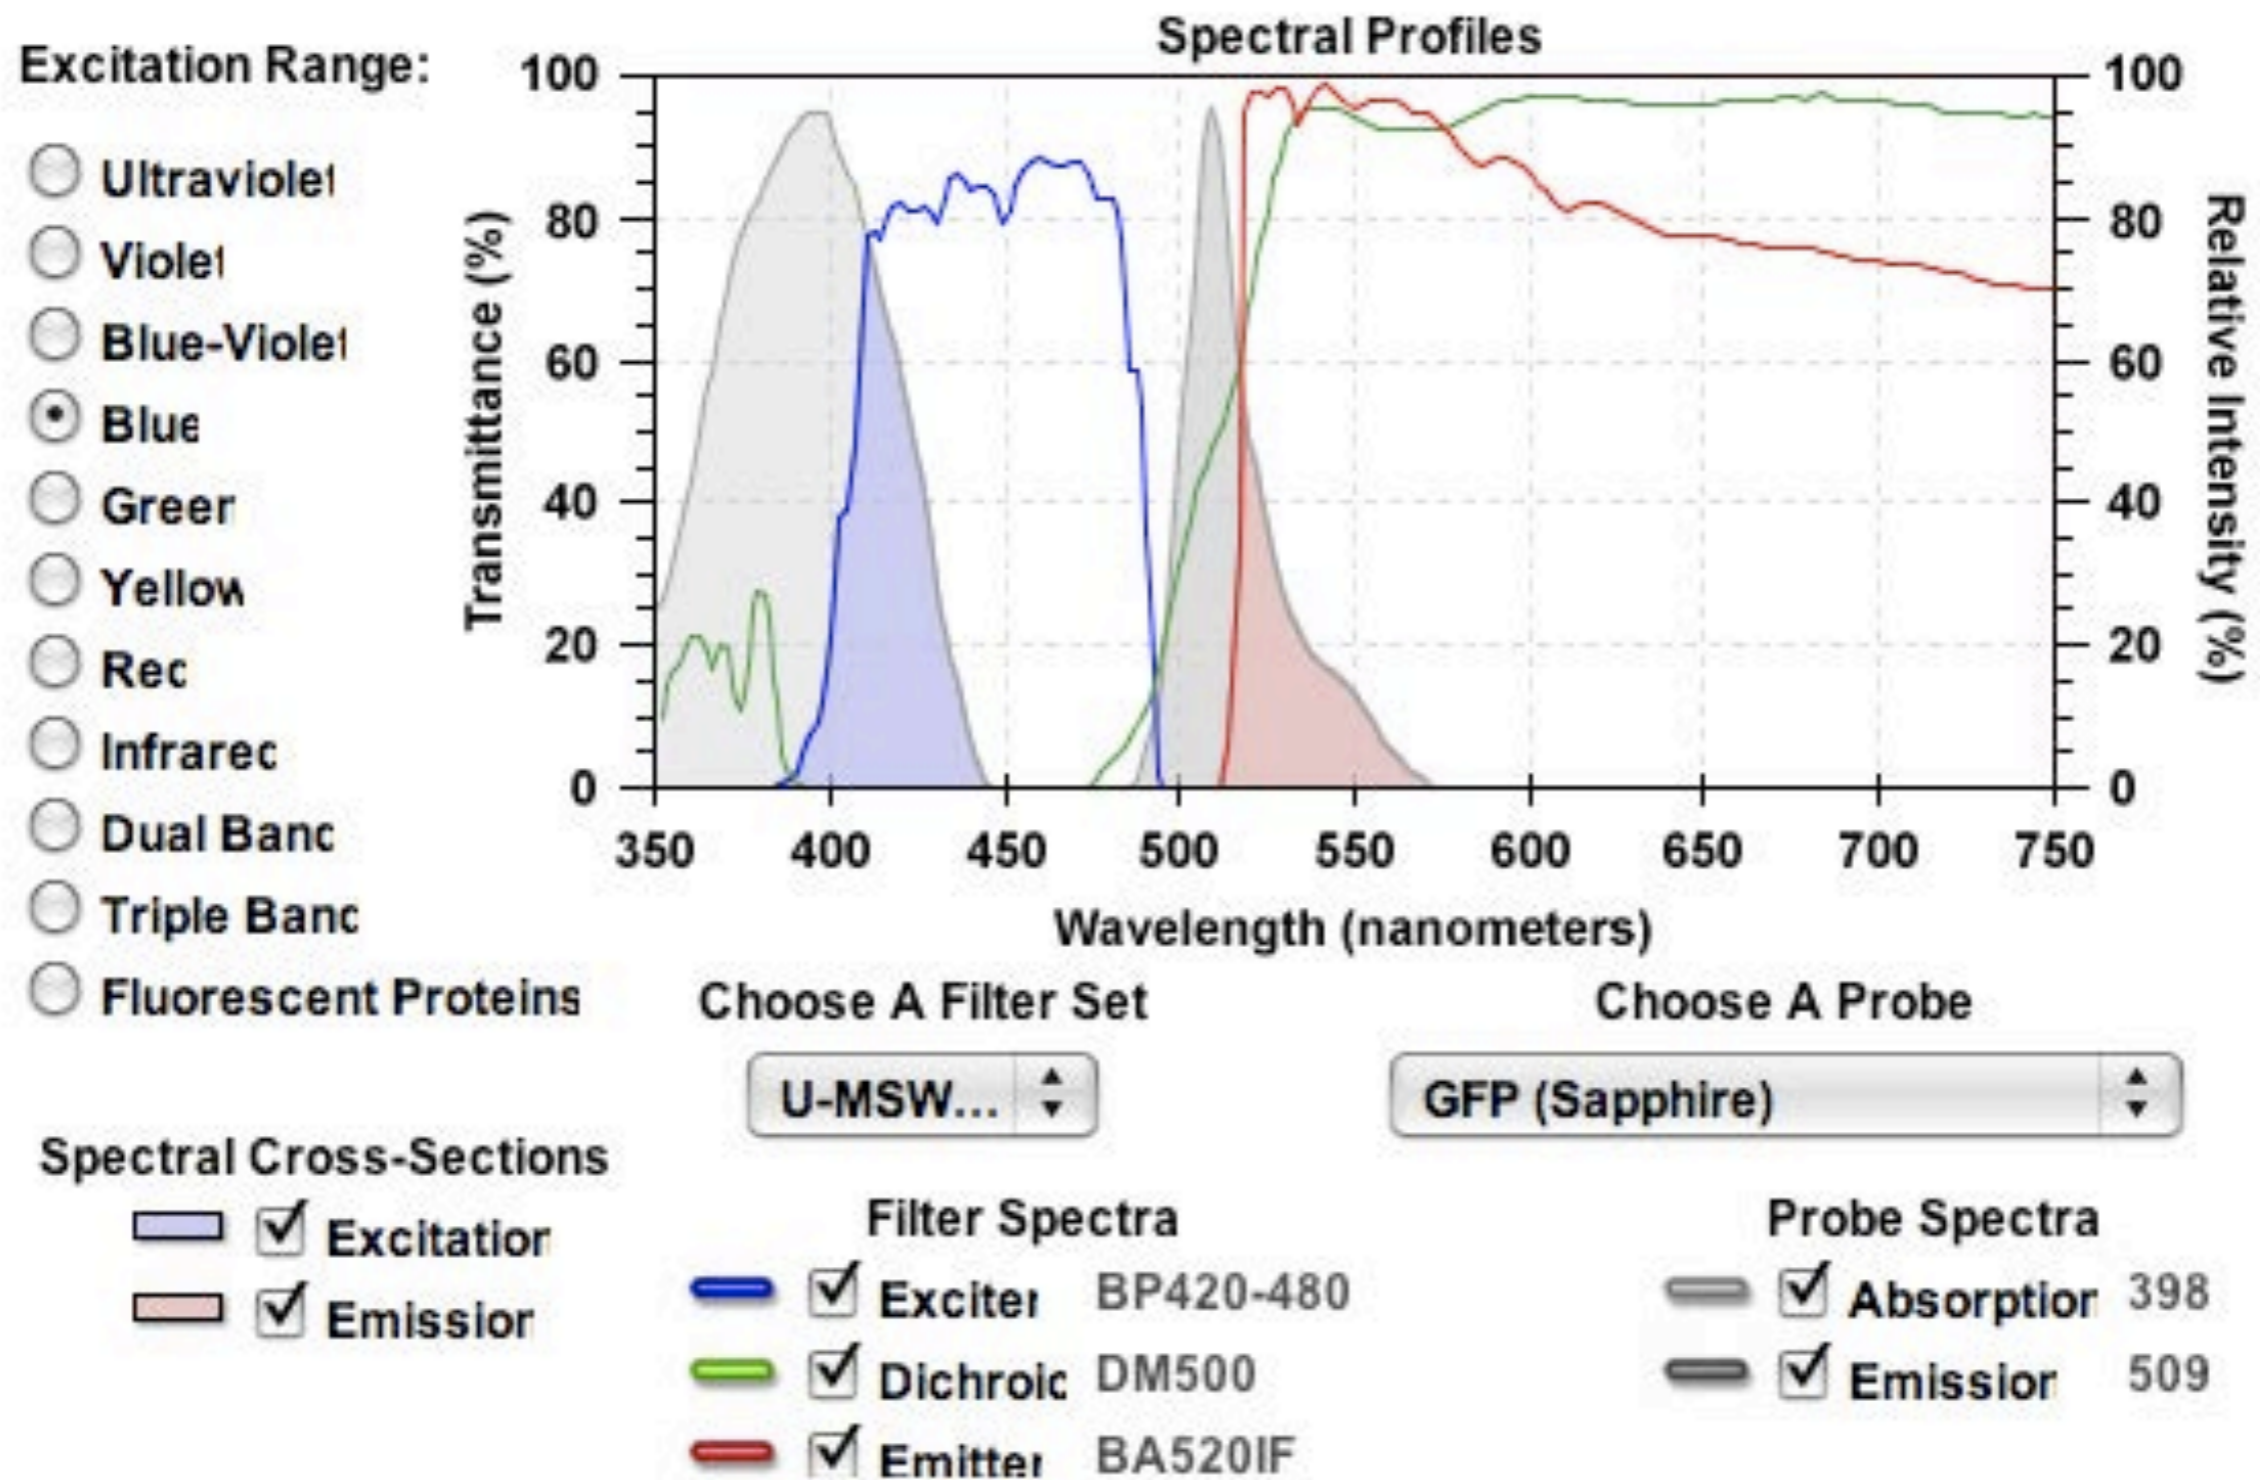 Spectral Profiles
Excitation Range:
Ultraviolet
Violet
Blue-Violet
Blue
Green
Yellow
Red
Infrared
Dual Band
Triple Band
Fluorescent Proteins
Transmittance (%)
100
80
60
40
20
0
100
80
60
40
20
0
Relative Intensity (%)
350 400 450 500 550 600 650 700 750
Wavelength (nanometers)
Choose A Filter Set
U-MSW...
Choose A Probe
GFP (Sapphire)
Spectral Cross-Sections
Excitation
Emission
Filter Spectra
Exciter BP420-480
Dichroic DM500
Emitter BA520IF
Probe Spectra
Absorption 398
Emission 509